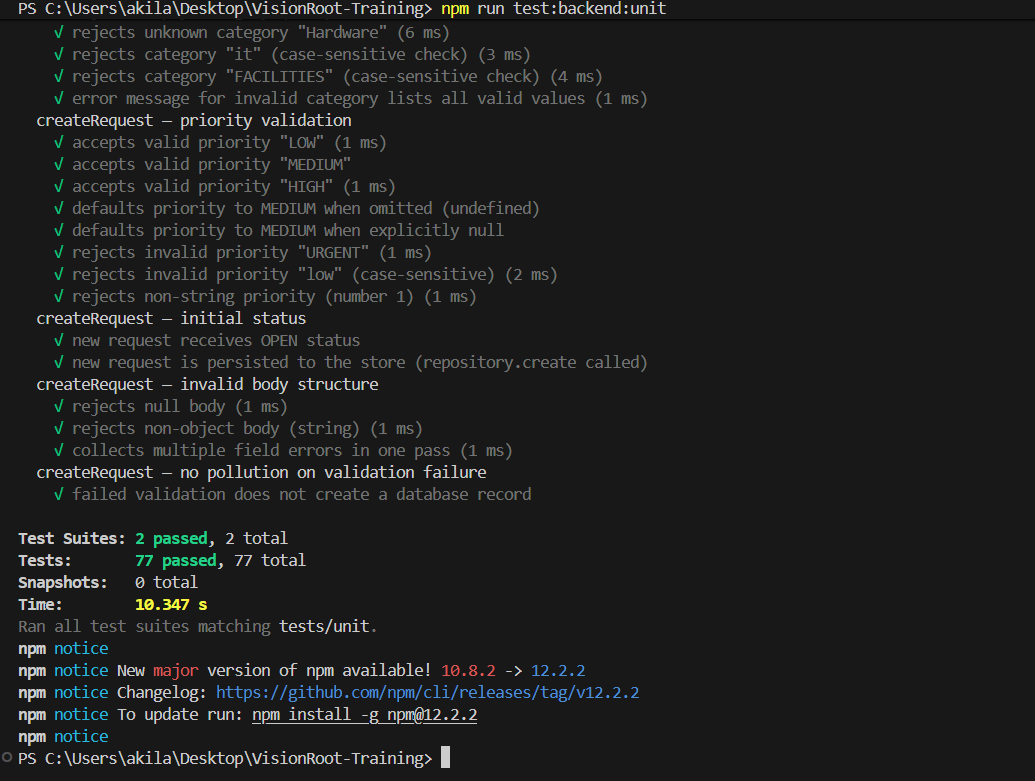 PS C:\Users\akila\Desktop\VisionRoot-Training> npm run test:backend:unit
√ rejects unknown category "Hardware" (6 ms)
√ rejects category "it" (case-sensitive check) (3 ms)
√ rejects category "FACILITIES" (case-sensitive check) (4 ms)
√ error message for invalid category lists all valid values (1 ms)
createRequest — priority validation
√ accepts valid priority "LOW" (1 ms)
√ accepts valid priority "MEDIUM"
√ accepts valid priority "HIGH" (1 ms)
√ defaults priority to MEDIUM when omitted (undefined)
√ defaults priority to MEDIUM when explicitly null
√ rejects invalid priority "URGENT" (1 ms)
√ rejects invalid priority "low" (case-sensitive) (2 ms)
√ rejects non-string priority (number 1) (1 ms)
createRequest — initial status
√ new request receives OPEN status
√ new request is persisted to the store (repository.create called)
createRequest — invalid body structure
√ rejects null body (1 ms)
√ rejects non-object body (string) (1 ms)
√ collects multiple field errors in one pass (1 ms)
createRequest — no pollution on validation failure
√ failed validation does not create a database record
Test Suites: 2 passed, 2 total
Tests: 77 passed, 77 total
Snapshots: 0 total
Time: 10.347 s
Ran all test suites matching tests/unit.
npm notice
npm notice New major version of npm available! 10.8.2 -> 12.2.2
npm notice Changelog: https://github.com/npm/cli/releases/tag/v12.2.2
npm notice To update run: npm install -g npm@12.2.2
npm notice
PS C:\Users\akila\Desktop\VisionRoot-Training>